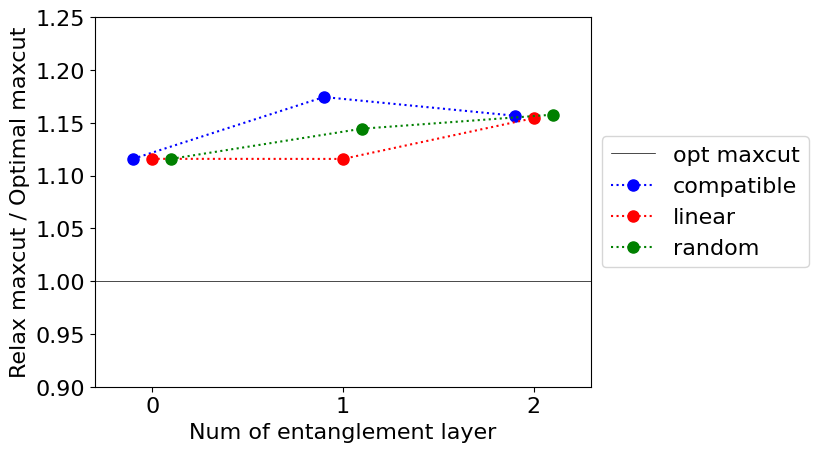 Relax maxcut / Optimal maxcut
1.25
1.20
1.15
1.10
1.05
1.00
0.95
0.90
0
1
2
Num of entanglement layer
opt maxcut
compatible
linear
random